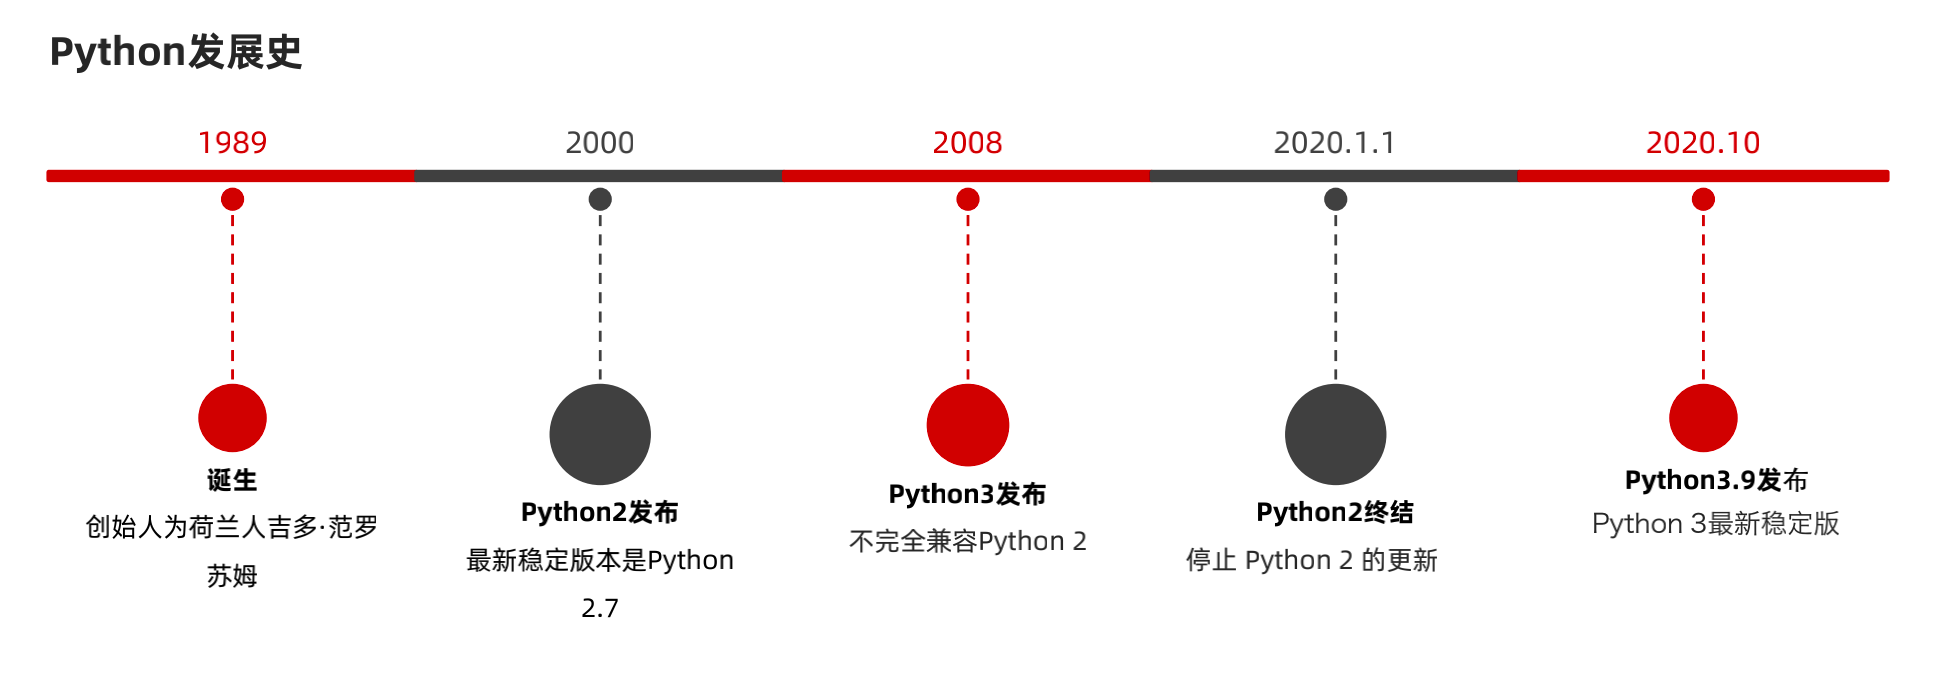 Python发展史
1989
2000
2008
2020.1.1
2020.10
诞生
创始人为荷兰人吉多·范罗
苏姆
Python2发布
最新稳定版本是Python
2.7
Python3发布
不完全兼容Python 2
Python2终结
停止 Python 2 的更新
Python3.9发布
Python 3最新稳定版